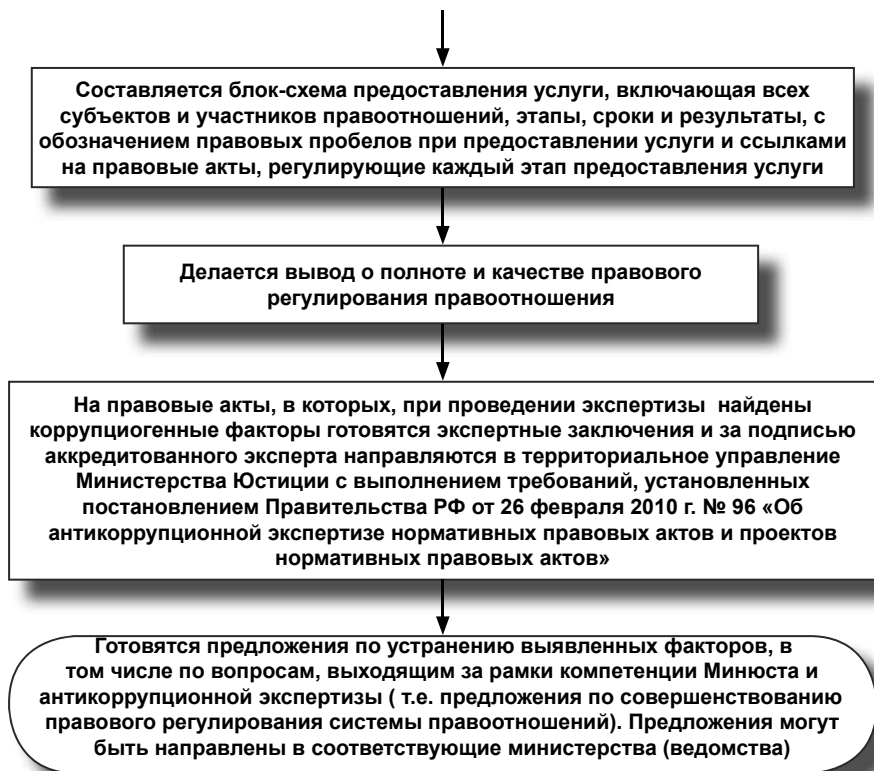 Составляется блок-схема предоставления услуги, включающая всех
субъектов и участников правоотношений, этапы, сроки и результаты, с
обозначением правовых пробелов при предоставлении услуги и ссылками
на правовые акты, регулирующие каждый этап предоставления услуги
Делается вывод о полноте и качестве правового
регулирования правоотношения
На правовые акты, в которых, при проведении экспертизы  найдены
коррупциогенные факторы готовятся экспертные заключения и за подписью
аккредитованного эксперта направляются в территориальное управление
Министерства Юстиции с выполнением требований, установленных
постановлением Правительства РФ от 26 февраля 2010 г. № 96 «Об
антикоррупционной экспертизе нормативных правовых актов и проектов
нормативных правовых актов»
Готовятся предложения по устранению выявленных факторов, в
том числе по вопросам, выходящим за рамки компетенции Минюста и
антикоррупционной экспертизы ( т.е. предложения по совершенствованию
правового регулирования системы правоотношений). Предложения могут
быть направлены в соответствующие министерства (ведомства)